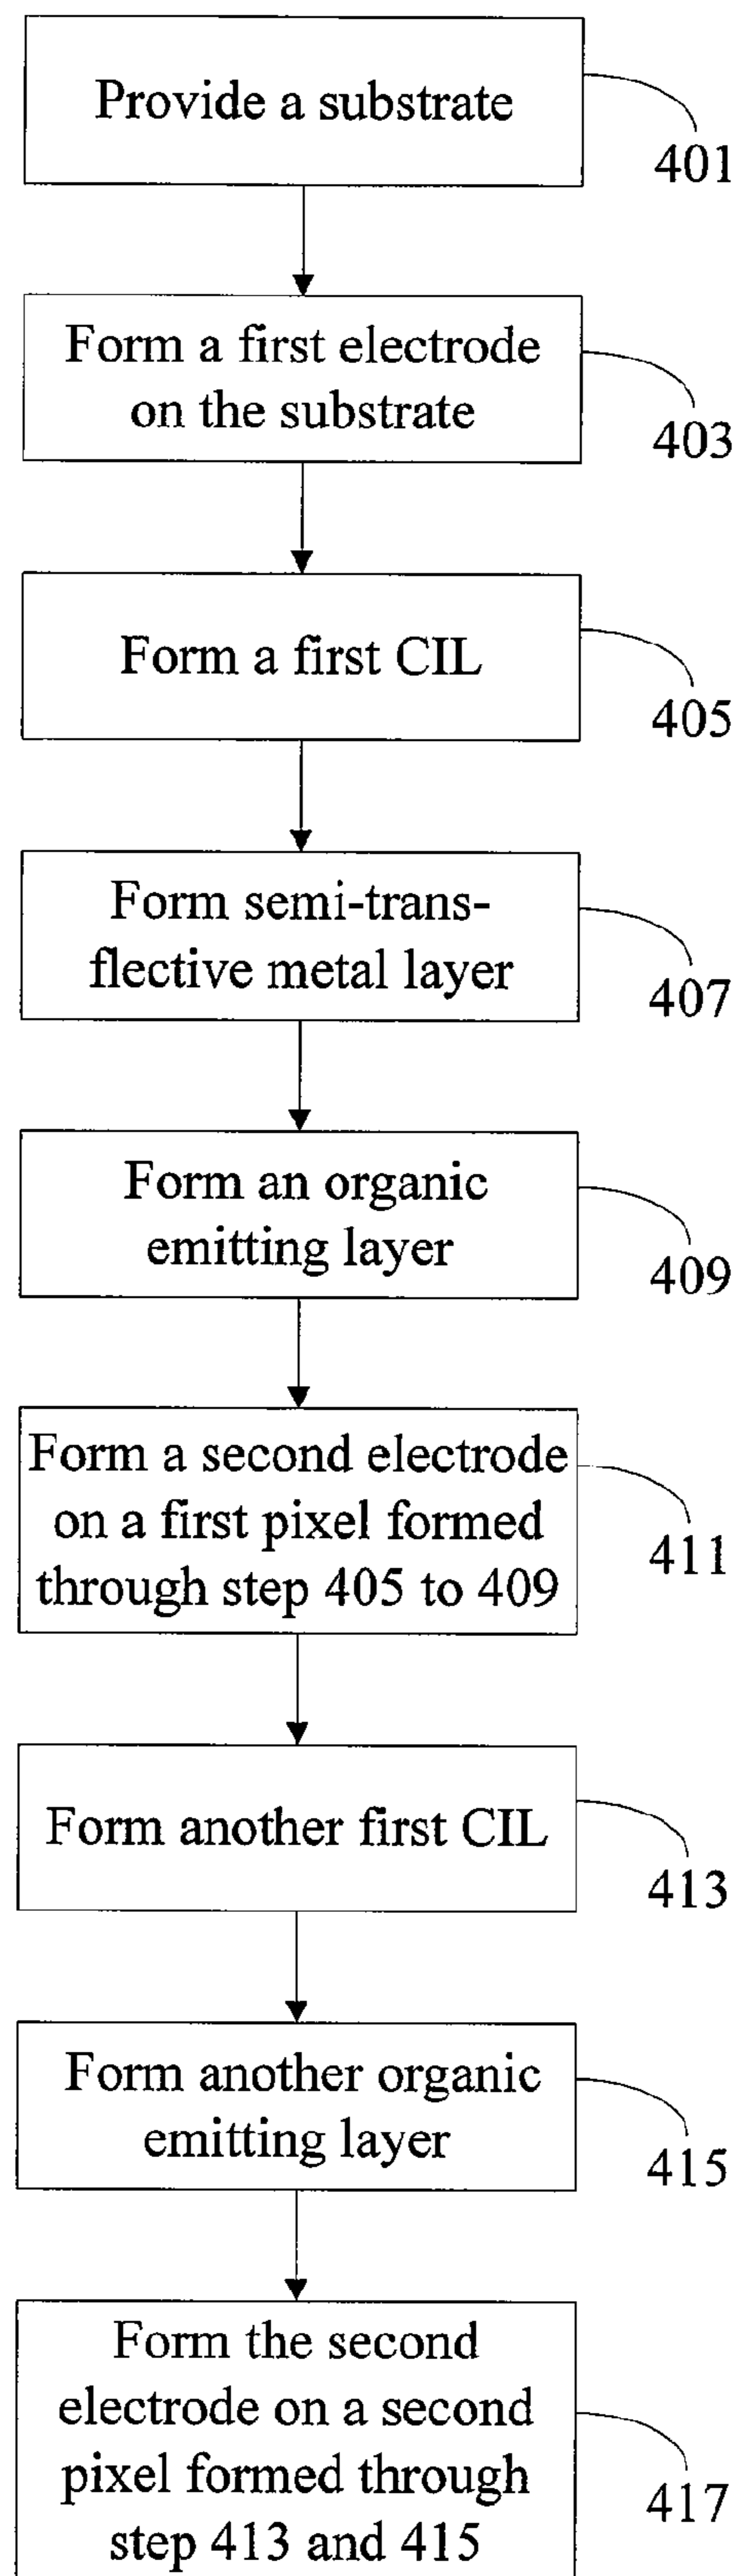 Provide a substrate
401
Form a first electrode
on the substrate
403
Form a first CIL
405
Form semi-trans-
flective metal layer
407
Form an organic
emitting layer
409
Form a second electrode
on a first pixel formed
through step 405 to 409
411
Form another first CIL
413
Form another organic
emitting layer
415
Form the second
electrode on a second
pixel formed through
step 413 and 415
417